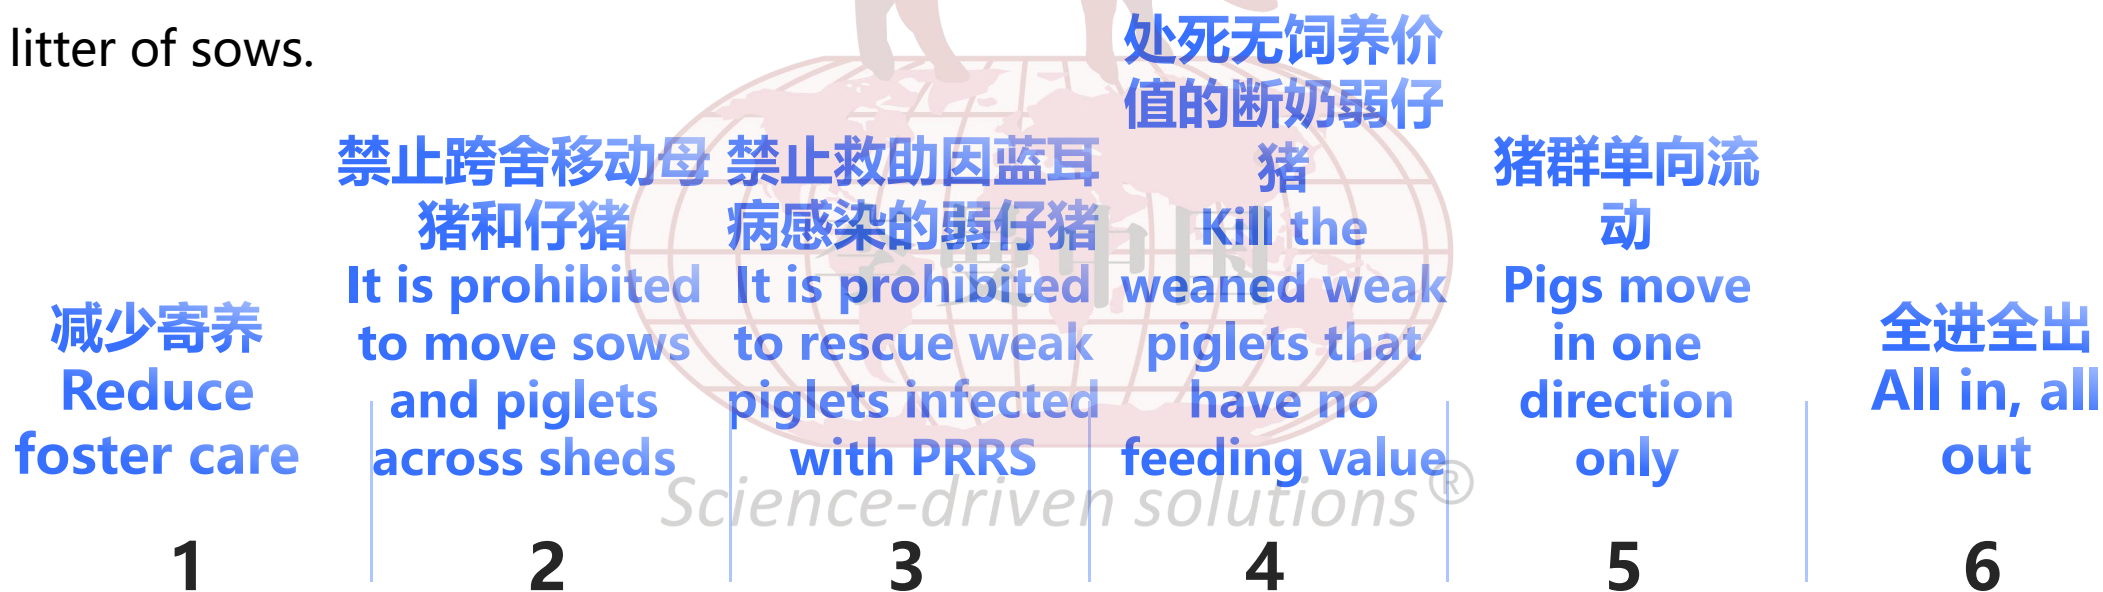 litter of sows.
减少寄养
Reduce
foster care
1
禁止跨舍移动母
猪和仔猪
It is prohibited
to move sows
and piglets
across sheds
2
禁止救助因蓝耳
病感染的弱仔猪
It is prohibited
to rescue weak
piglets infected
with PRRS
3
处死无饲养价
值的断奶弱仔
猪
Kill the
weaned weak
piglets that
have no
feeding value
4
猪群单向流
动
Pigs move
in one
direction
only
5
全进全出
All in, all
out
6
Science-driven solutions®